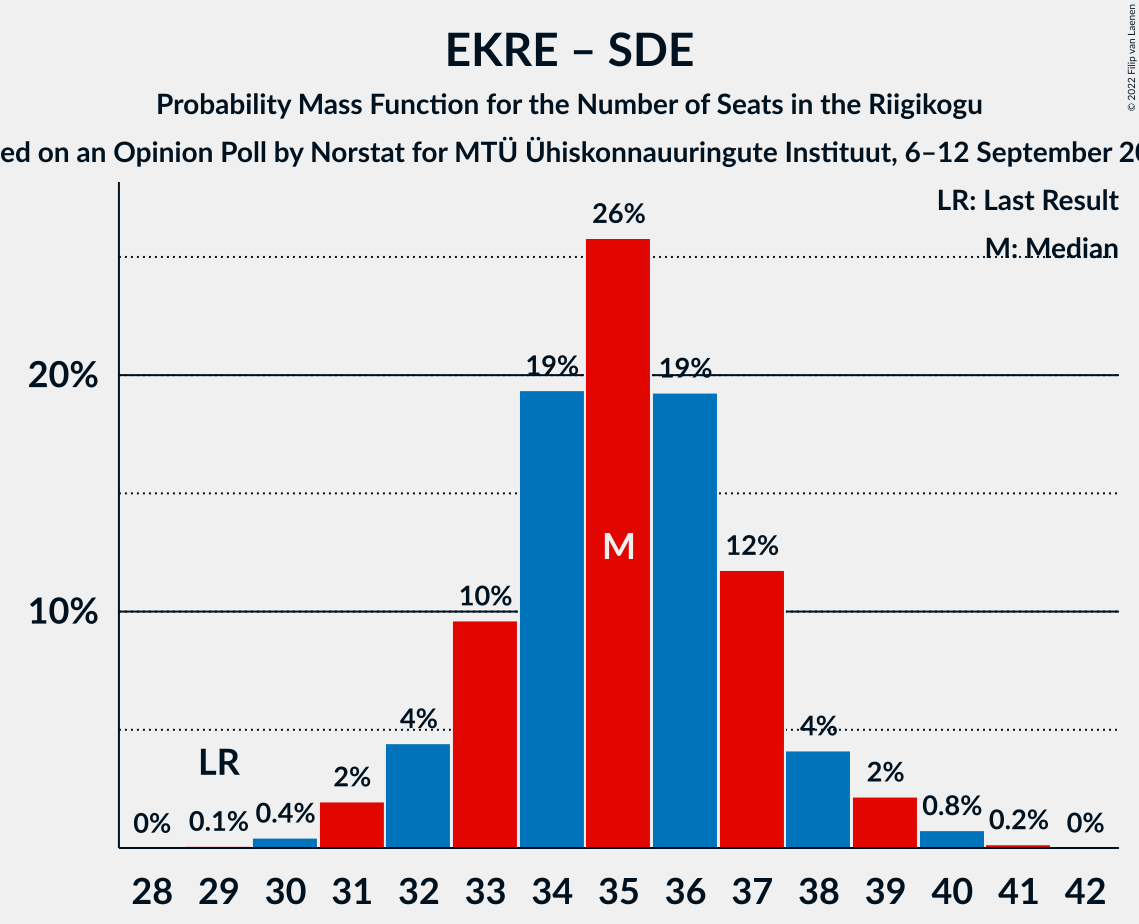 EKRE – SDE
Probability Mass Function for the Number of Seats in the Riigikogu
on an Opinion Poll by Norstat for MTÜ Ühiskonnauuringute Instituut, 6–12 September
© 2022 Filip van Laenen
LR: Last Result
M: Median
26%
19%
19%
20%
M
12%
10%
10%
4%
4%
LR
2%
2%
0%
0.1%
0.4%
0.8%
0.2%
0%
28 29 30 31 32 33 34 35 36 37 38 39 40 41 42